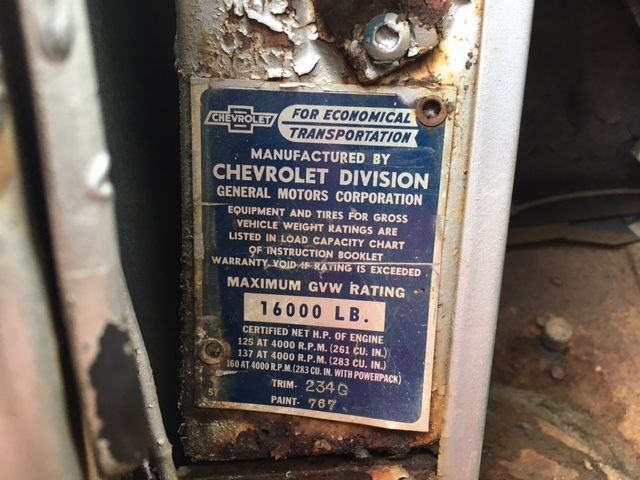 CHEVROLET
FOR ECONOMICAL
TRANSPORTATION
MANUFACTURED BY
CHEVROLET DIVISION
GENERAL MOTORS CORPORATION
EQUIPMENT AND TIRES FOR GROSS
VEHICLE WEIGHT RATINGS ARE
LISTED IN LOAD CAPACITY CHART
OF INSTRUCTION BOOKLET
WARRANTY VOID IF RATING IS EXCEEDED
MAXIMUM GVW RATING
16000 LB.
CERTIFIED NET H.P. OF ENGINE
125 AT 4000 R.P.M. (261 CU. IN.)
137 AT 4000 R.P.M. (283 CU. IN.)
160 AT 4000 R.P.M. (283 CU. IN. WITH POWERPACK)
TRIM- 234G
57 PAINT- 767